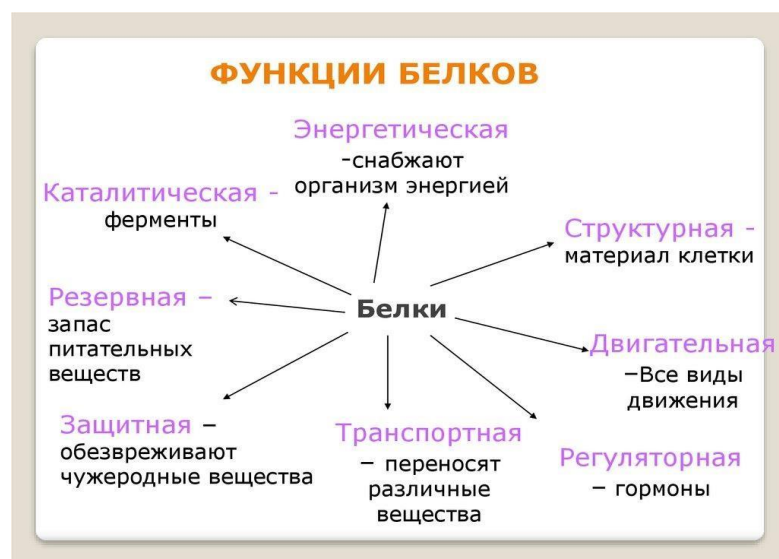 ФУНКЦИИ БЕЛКОВ
Энергетическая
-снабжают
организм энергией
Каталитическая -
ферменты
Структурная -
материал клетки
Белки
Резервная –
запас
питательных
веществ
Двигательная
–Все виды
движения
Защитная –
обезвреживают
чужеродные вещества
Транспортная
– переносят
различные
вещества
Регуляторная
– гормоны